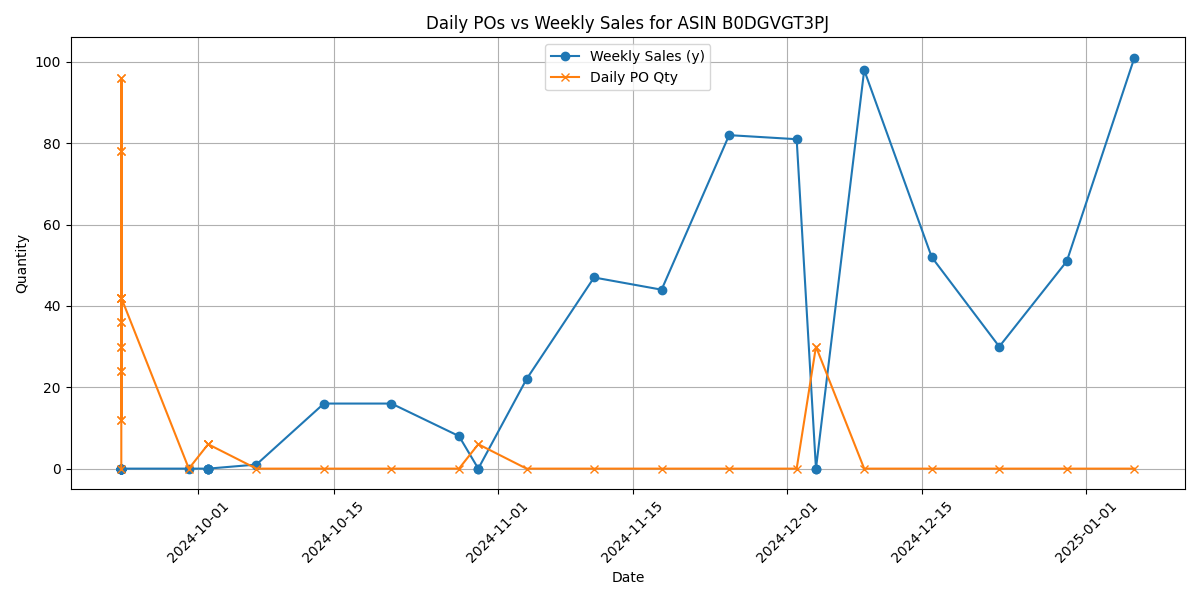 Daily POs vs Weekly Sales for ASIN B0DGVGT3PJ
Weekly Sales (y)
Daily PO Qty
Quantity
100
80
60
40
20
0
2024-10-01
2024-10-15
2024-11-01
2024-11-15
2024-12-01
2024-12-15
2025-01-01
Date